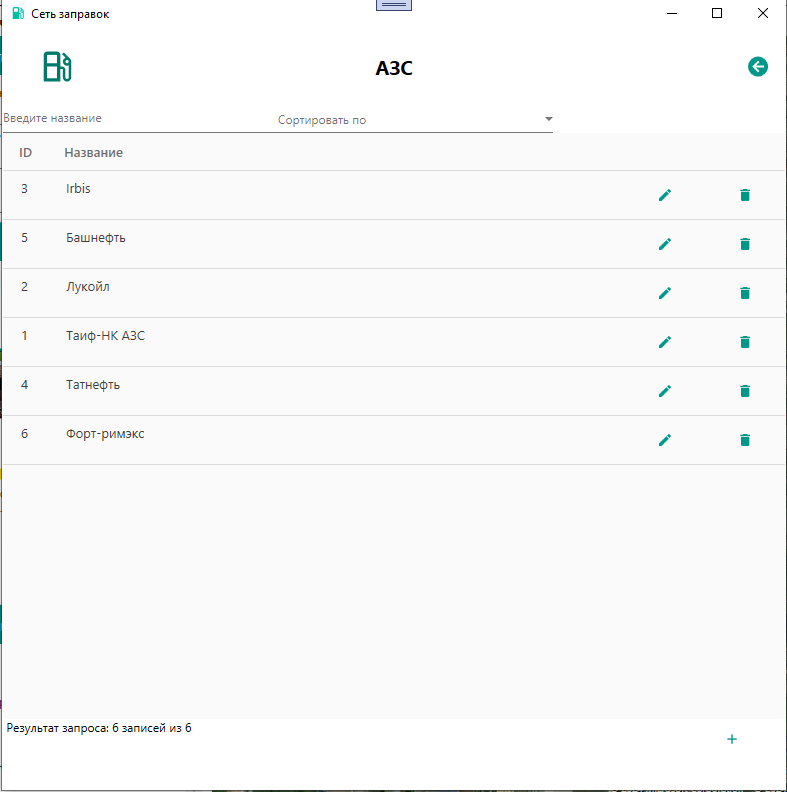 Сеть заправок
АЗС
Введите название
Сортировать по
ID Название
3 Irbis
5 Башнефть
2 Лукойл
1 Таиф-НК АЗС
4 Татнефть
6 Форт-римэкс
Результат запроса: 6 записей из 6